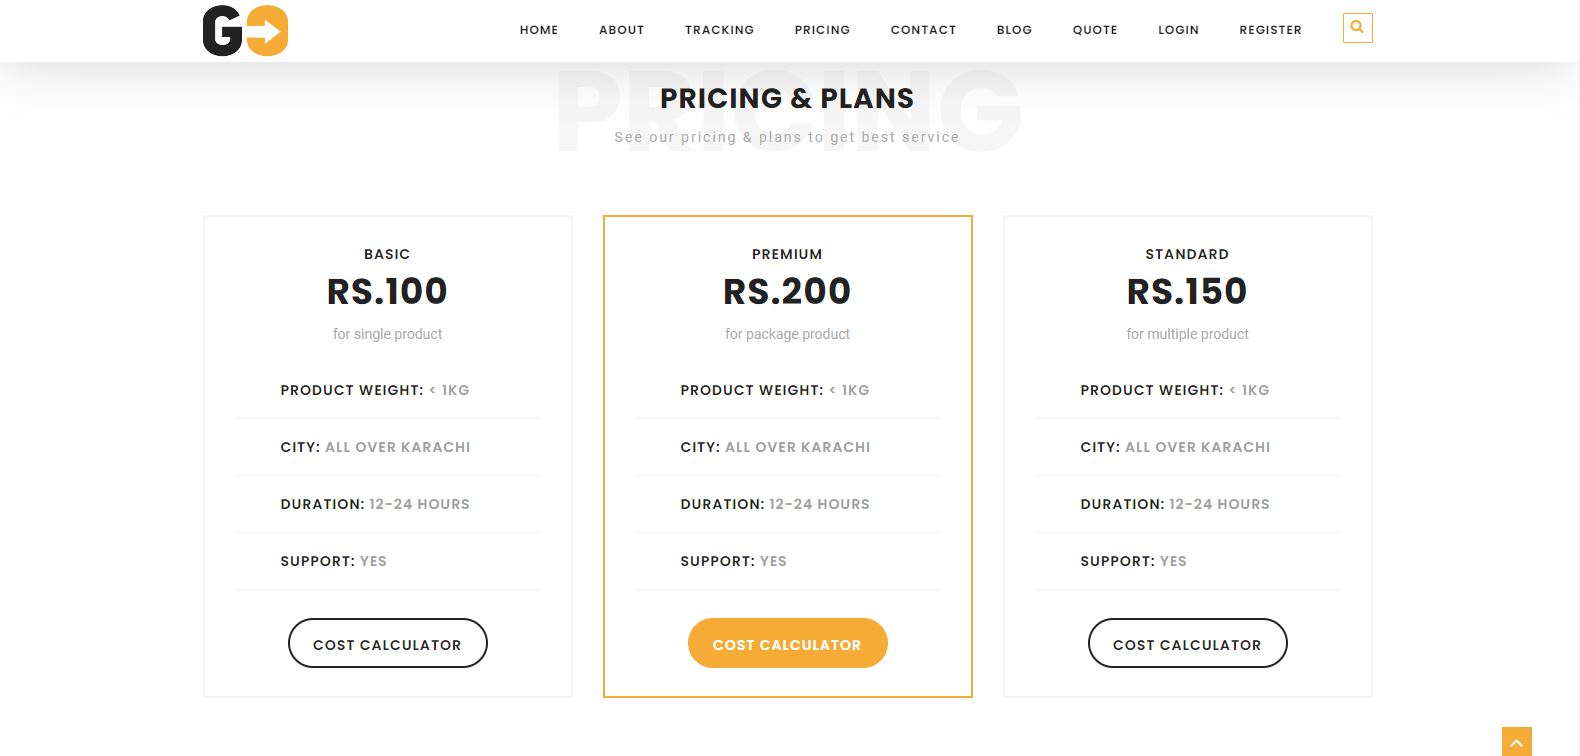 GO
HOME ABOUT TRACKING PRICING CONTACT BLOG QUOTE LOGIN REGISTER
PRICING
PRICING & PLANS
See our pricing & plans to get best service
BASIC
RS.100
for single product
PRODUCT WEIGHT: < 1KG
CITY: ALL OVER KARACHI
DURATION: 12-24 HOURS
SUPPORT: YES
COST CALCULATOR
PREMIUM
RS.200
for package product
PRODUCT WEIGHT: < 1KG
CITY: ALL OVER KARACHI
DURATION: 12-24 HOURS
SUPPORT: YES
COST CALCULATOR
STANDARD
RS.150
for multiple product
PRODUCT WEIGHT: < 1KG
CITY: ALL OVER KARACHI
DURATION: 12-24 HOURS
SUPPORT: YES
COST CALCULATOR